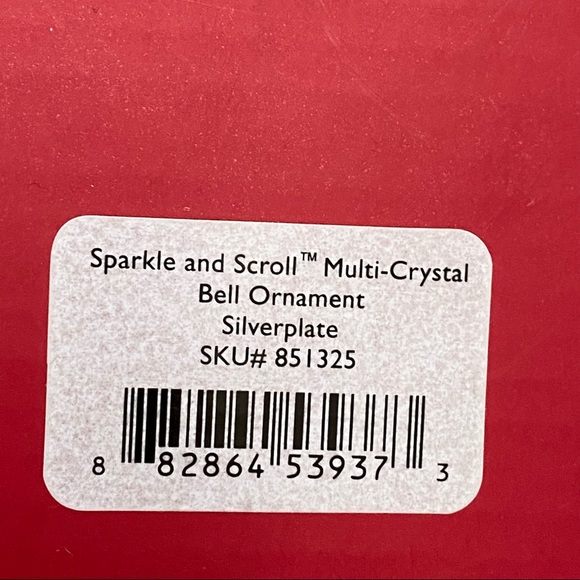 Sparkle and Scroll™ Multi-Crystal
Bell Ornament
Silverplate
SKU# 851325
8 82864 53937 3